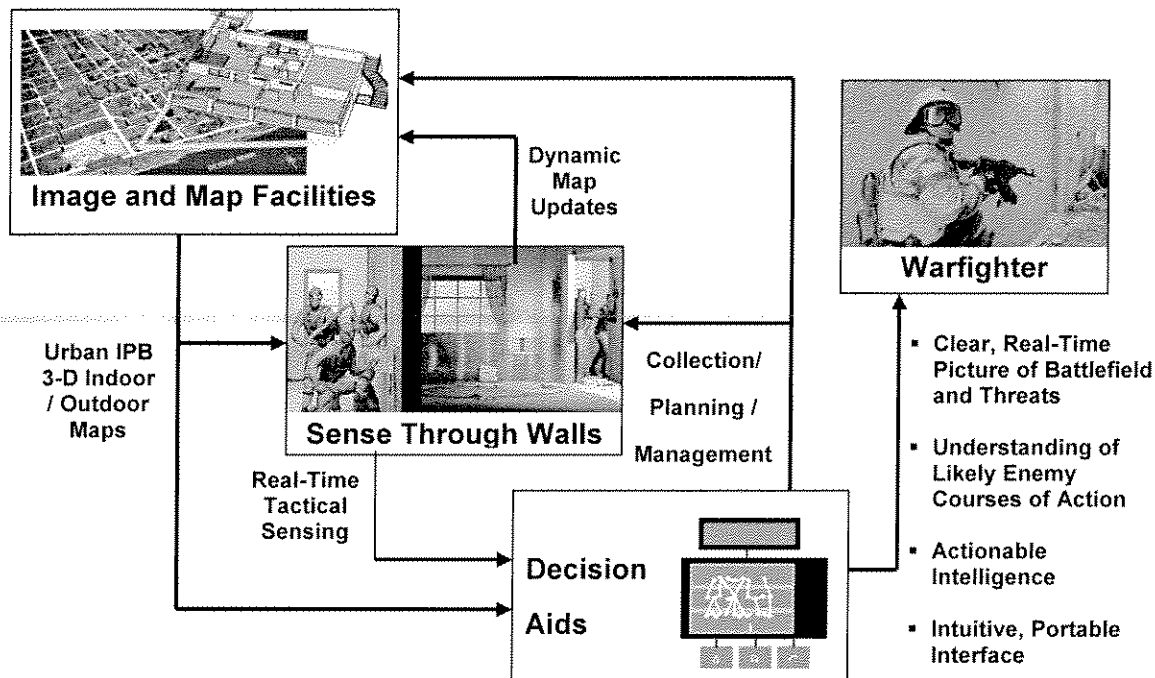 Image and Map Facilities
Dynamic
Map
Updates
Warfighter
Urban IPB
3-D Indoor
/ Outdoor
Maps
Sense Through Walls
Collection/
Planning /
Management
Real-Time
Tactical
Sensing
Decision
Aids
▪ Clear, Real-Time
Picture of Battlefield
and Threats
▪ Understanding of
Likely Enemy
Courses of Action
▪ Actionable
Intelligence
▪ Intuitive, Portable
Interface